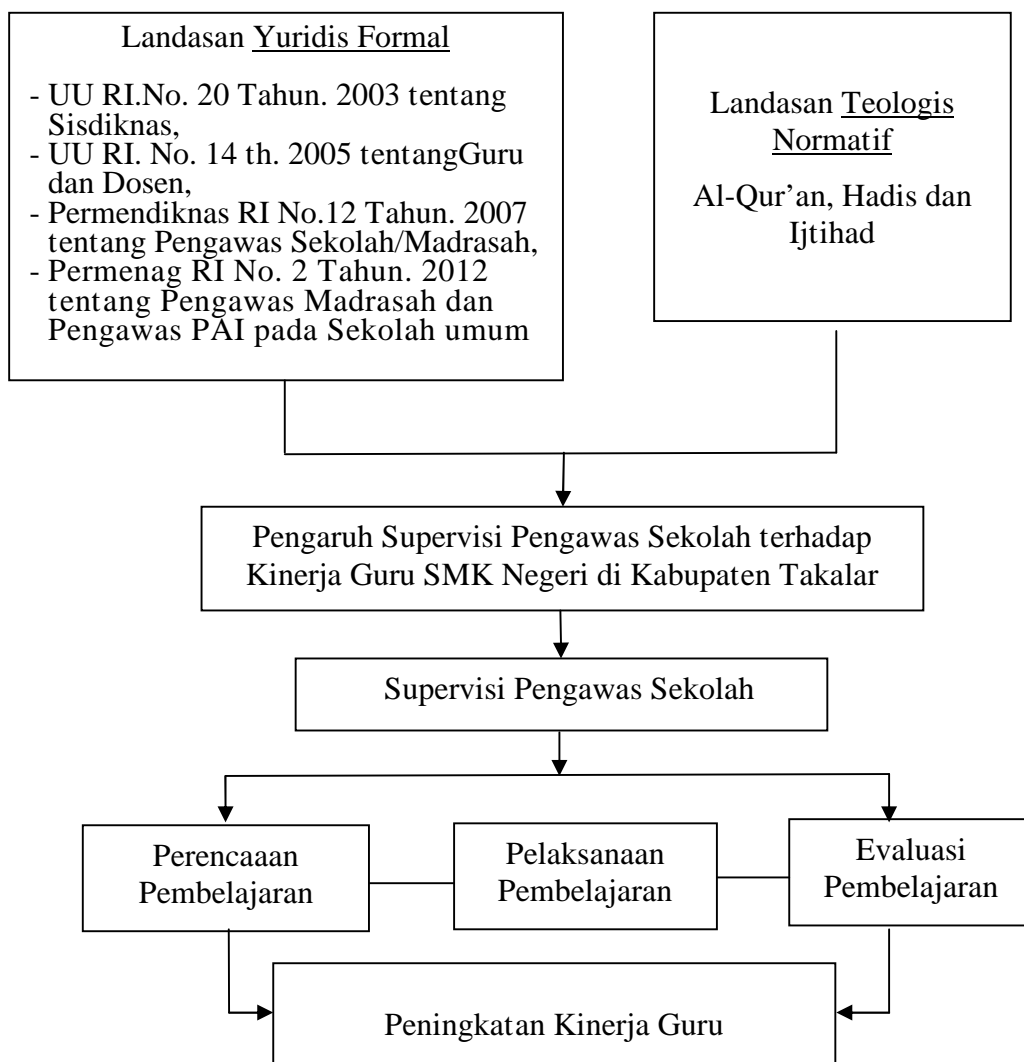 Landasan Yuridis Formal
- UU RI.No. 20 Tahun. 2003 tentang
Sisdiknas,
- UU RI. No. 14 th. 2005 tentangGuru
dan Dosen,
- Permendiknas RI No.12 Tahun. 2007
tentang Pengawas Sekolah/Madrasah,
- Permenag RI No. 2 Tahun. 2012
tentang Pengawas Madrasah dan
Pengawas PAI pada Sekolah umum
Landasan Teologis
Normatif
Al-Qur’an, Hadis dan
Ijtihad
Pengaruh Supervisi Pengawas Sekolah terhadap
Kinerja Guru SMK Negeri di Kabupaten Takalar
Supervisi Pengawas Sekolah
Perencaaan
Pembelajaran
Pelaksanaan
Pembelajaran
Evaluasi
Pembelajaran
Peningkatan Kinerja Guru